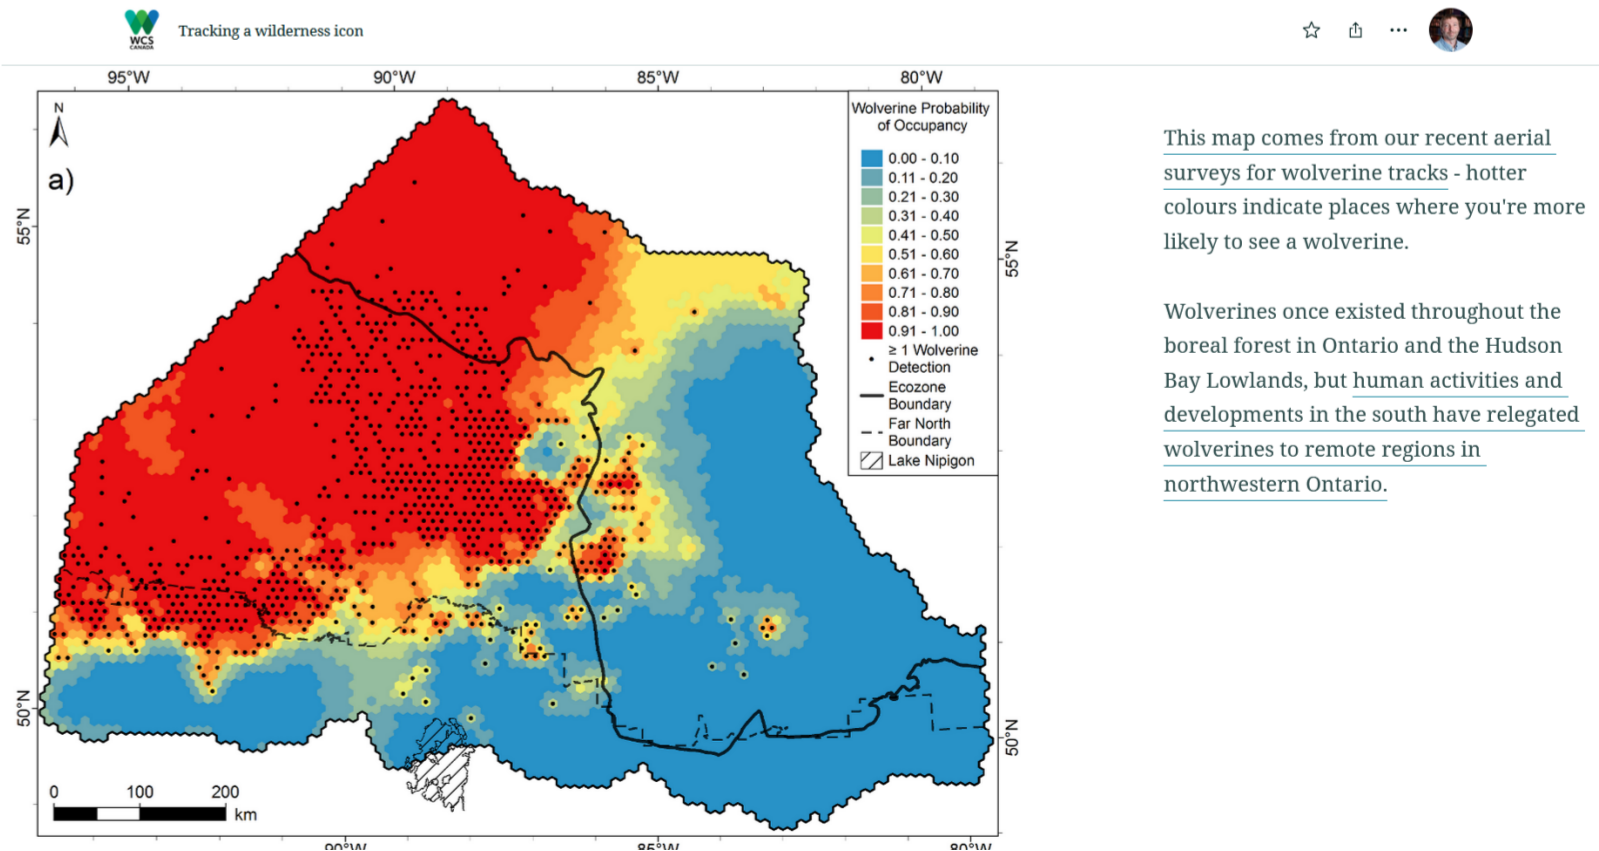 WCS
CANADA
Tracking a wilderness icon
95°W
90°W
85°W
80°W
N
a)
55°N
50°N
Wolverine Probability
of Occupancy
0.00 - 0.10
0.11 - 0.20
0.21 - 0.30
0.31 - 0.40
0.41 - 0.50
0.51 - 0.60
0.61 - 0.70
0.71 - 0.80
0.81 - 0.90
0.91 - 1.00
≥ 1 Wolverine
Detection
Ecozone
Boundary
Far North
Boundary
Lake Nipigon
55°N
50°N
0 100 200
km
90°W
85°W
80°W
This map comes from our recent aerial
surveys for wolverine tracks - hotter
colours indicate places where you're more
likely to see a wolverine.
Wolverines once existed throughout the
boreal forest in Ontario and the Hudson
Bay Lowlands, but human activities and
developments in the south have relegated
wolverines to remote regions in
northwestern Ontario.